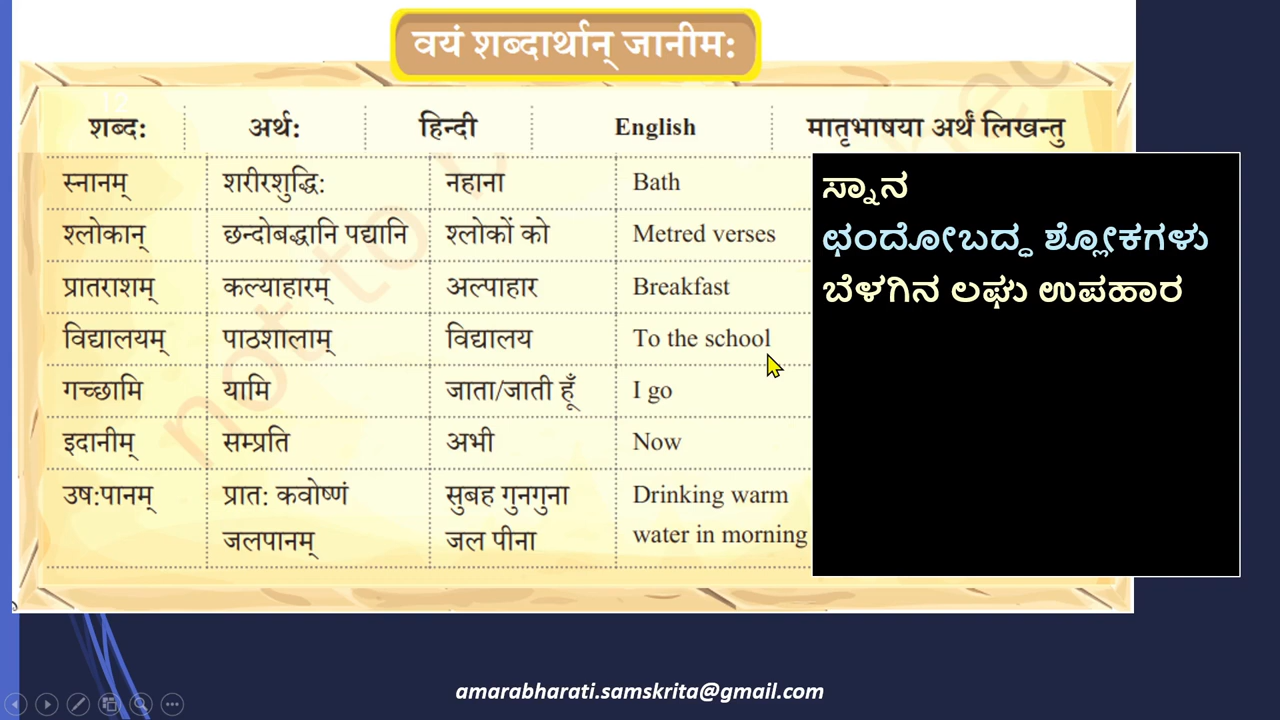 वयं शब्दार्थान् जानीम:
12
शब्द: अर्थ: हिन्दी English मातृभाषया अर्थं लिखन्तु
स्नानम् शरीरशुद्धि: नहाना Bath ಸ್ನಾನ
श्लोकान् छन्दोबद्धानि पद्यानि श्लोकों को Metred verses ಛಂದೋಬದ್ಧ ಶ್ಲೋಕಗಳು
प्रातराशम् कल्याहारम् अल्पाहार Breakfast ಬೆಳಗಿನ ಲಘು ಉಪಹಾರ
विद्यालयम् पाठशालाम् विद्यालय To the school
गच्छामि यामि जाता/जाती हूँ I go
इदानीम् सम्प्रति अभी Now
उष:पानम् प्रात: कवोष्णं सुबह गुनगुना Drinking warm
जलपानम् जल पीना water in morning
not to
amarabharati.samskrita@gmail.com